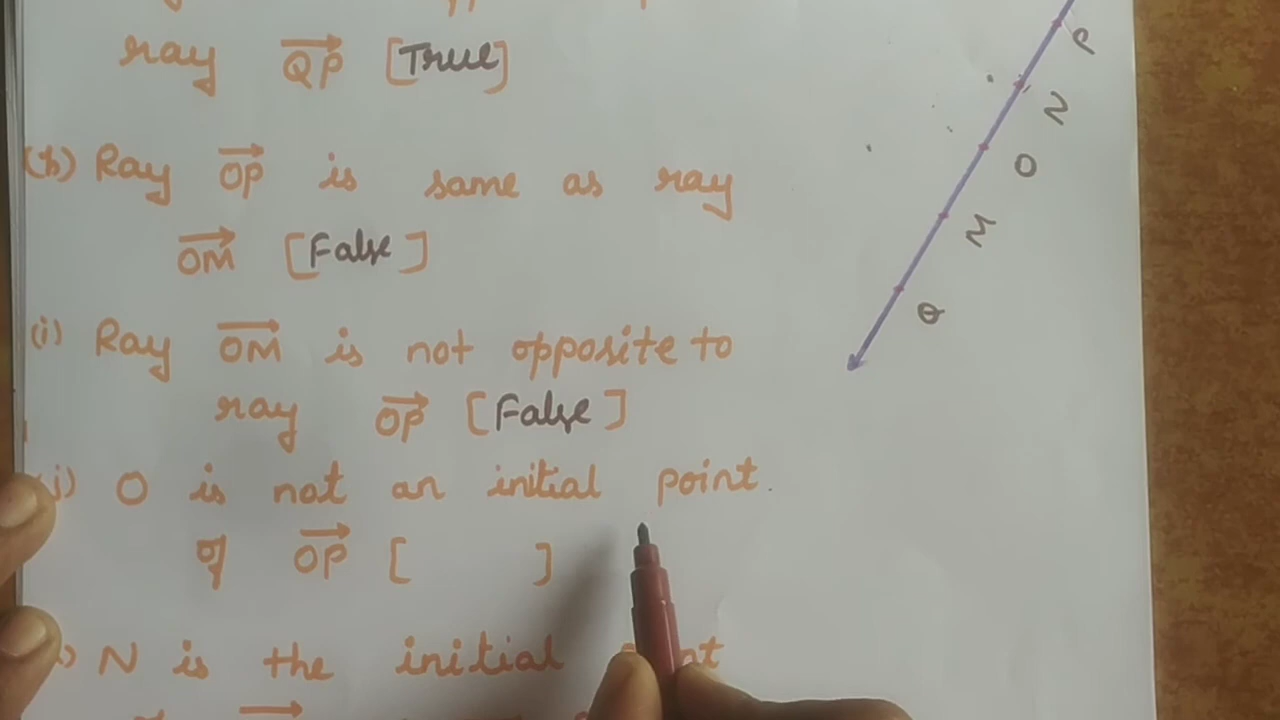 ray QP [True]
(h) Ray OP is same as ray
OM [False]
(i) Ray OM is not opposite to
ray OP [False]
(j) O is not an initial point.
of OP [ ]
N is the initial
P
N
O
M
Q